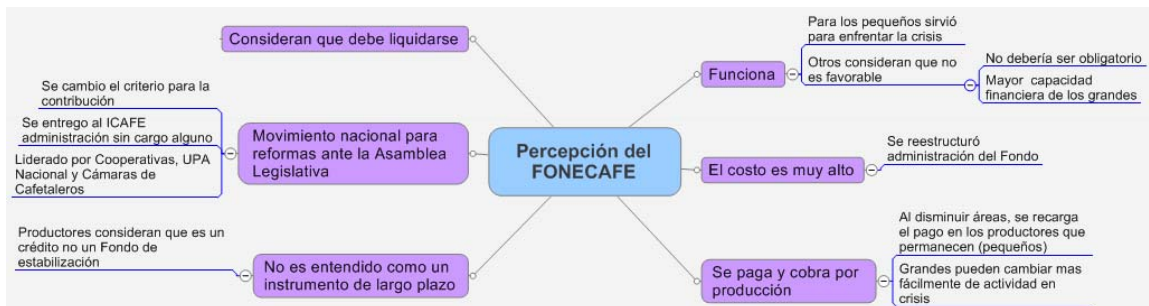 Percepción del
FONECAFE
Consideran que debe liquidarse
Movimiento nacional para
reformas ante la Asamblea
Legislativa
Se cambio el criterio para la
contribución
Se entrego al ICAFE
administración sin cargo alguno
Liderado por Cooperativas, UPA
Nacional y Cámaras de
Cafetaleros
No es entendido como un
instrumento de largo plazo
Productores consideran que es un
crédito no un Fondo de
estabilización
Funciona
Para los pequeños sirvió
para enfrentar la crisis
Otros consideran que no
es favorable
No debería ser obligatorio
Mayor capacidad
financiera de los grandes
El costo es muy alto
Se reestructuró
administración del Fondo
Se paga y cobra por
producción
Al disminuir áreas, se recarga
el pago en los productores que
permanecen (pequeños)
Grandes pueden cambiar mas
fácilmente de actividad en
crisis